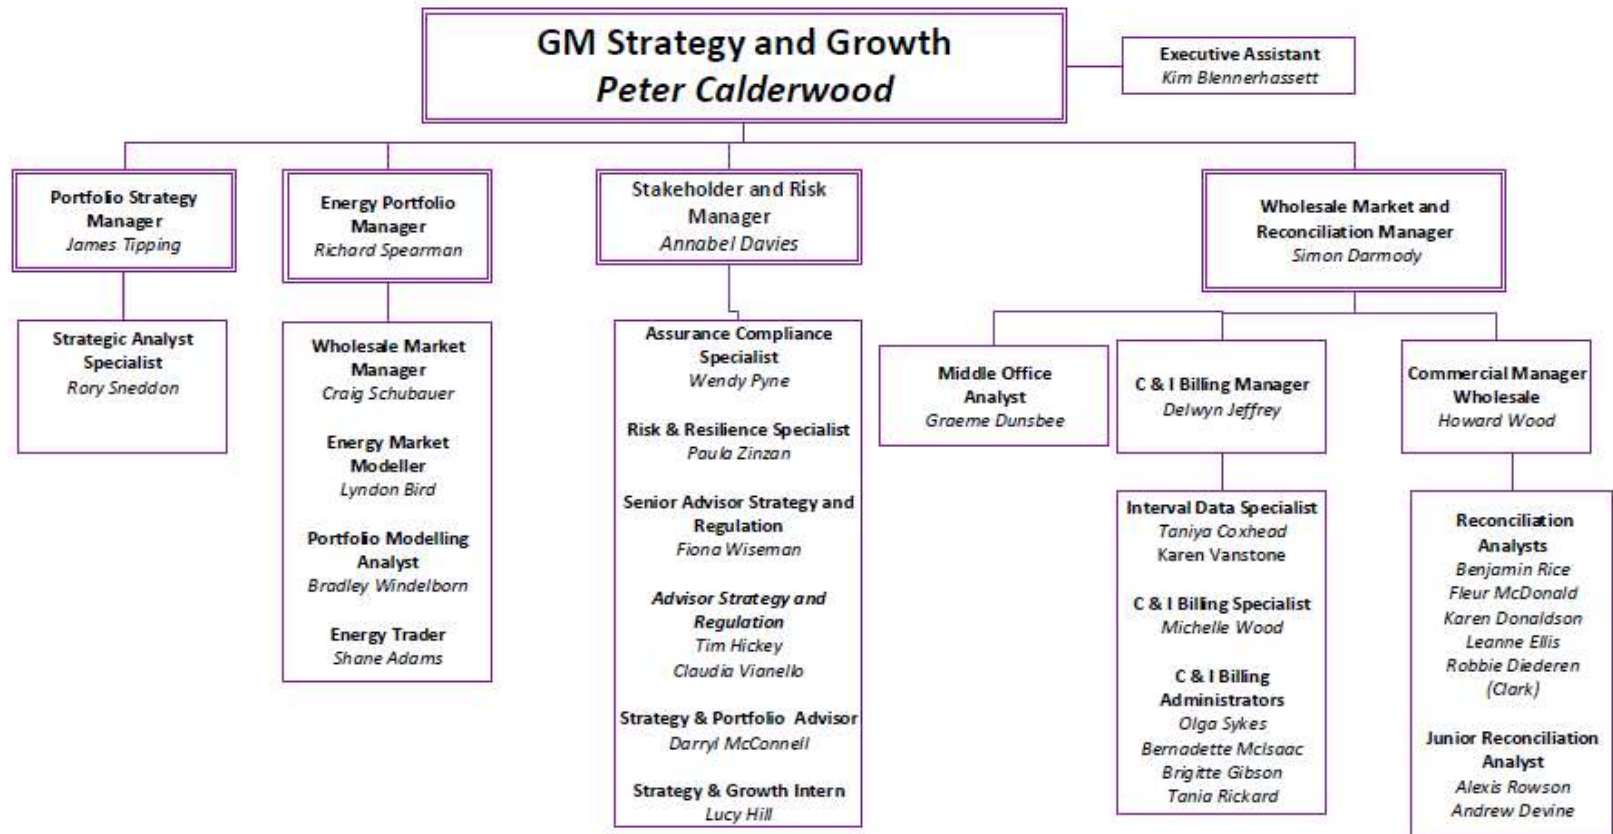 GM Strategy and Growth
Peter Calderwood
Executive Assistant
Kim Blennerhassett
Portfolio Strategy
Manager
James Tipping
Energy Portfolio
Manager
Richard Spearman
Stakeholder and Risk
Manager
Annabel Davies
Wholesale Market and
Reconciliation Manager
Simon Darmody
Strategic Analyst
Specialist
Rory Sneddon
Wholesale Market
Manager
Craig Schubauer
Energy Market
Modeller
Lyndon Bird
Portfolio Modelling
Analyst
Bradley Windelborn
Energy Trader
Shane Adams
Assurance Compliance
Specialist
Wendy Pyne
Risk & Resilience Specialist
Paula Zinzan
Senior Advisor Strategy and
Regulation
Fiona Wiseman
Advisor Strategy and
Regulation
Tim Hickey
Claudia Vianello
Strategy & Portfolio Advisor
Darryl McConnell
Strategy & Growth Intern
Lucy Hill
Middle Office
Analyst
Graeme Dunsbee
C & I Billing Manager
Delwyn Jeffrey
Commercial Manager
Wholesale
Howard Wood
Interval Data Specialist
Taniya Coxhead
Karen Vanstone
C & I Billing Specialist
Michelle Wood
C & I Billing
Administrators
Olga Sykes
Bernadette McIsaac
Brigitte Gibson
Tania Rickard
Reconciliation
Analysts
Benjamin Rice
Fleur McDonald
Karen Donaldson
Leanne Ellis
Robbie Diederen
(Clark)
Junior Reconciliation
Analyst
Alexis Rowson
Andrew Devine